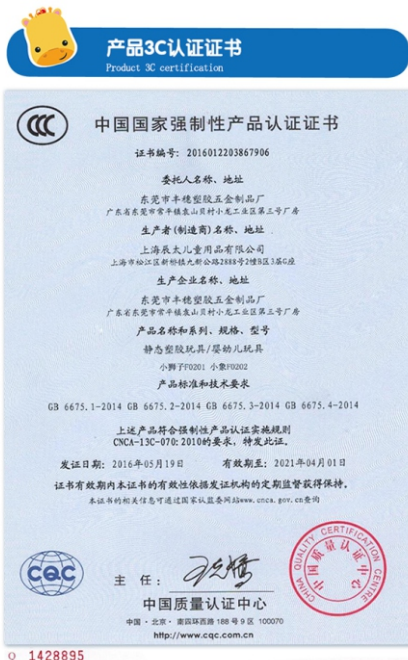 产品3C认证证书
Product 3C certification
CCC
中国国家强制性产品认证证书
证书编号: 2016012203867906
委托人名称、地址
东莞市丰穗塑胶五金制品厂
广东省东莞市常平镇袁山贝村小龙工业区第三号厂房
生产者(制造商)名称、地址
上海辰太儿童用品有限公司
上海市松江区新桥镇九新公路2888号2幢B区3层G座
生产企业名称、地址
东莞市丰穗塑胶五金制品厂
广东省东莞市常平镇袁山贝村小龙工业区第三号厂房
产品名称和系列、规格、型号
静态塑胶玩具/婴幼儿玩具
小狮子F0201 小象F0202
产品标准和技术要求
GB 6675.1-2014 GB 6675.2-2014 GB 6675.3-2014 GB 6675.4-2014
上述产品符合强制性产品认证实施规则
CNCA-13C-070:2010的要求，特发此证。
发证日期: 2016年05月19日 有效期至: 2021年04月01日
证书有效期内本证书的有效性依据发证机构的定期监督获得保持。
本证书的相关信息可通过国家认监委网站www.cnca.gov.cn查询
CQC
主 任:
中国质量认证中心
中国·北京·南四环西路188号9区 100070
http://www.cqc.com.cn
CHINA QUALITY CERTIFICATION CENTRE
中国质量认证中心
0 1428895